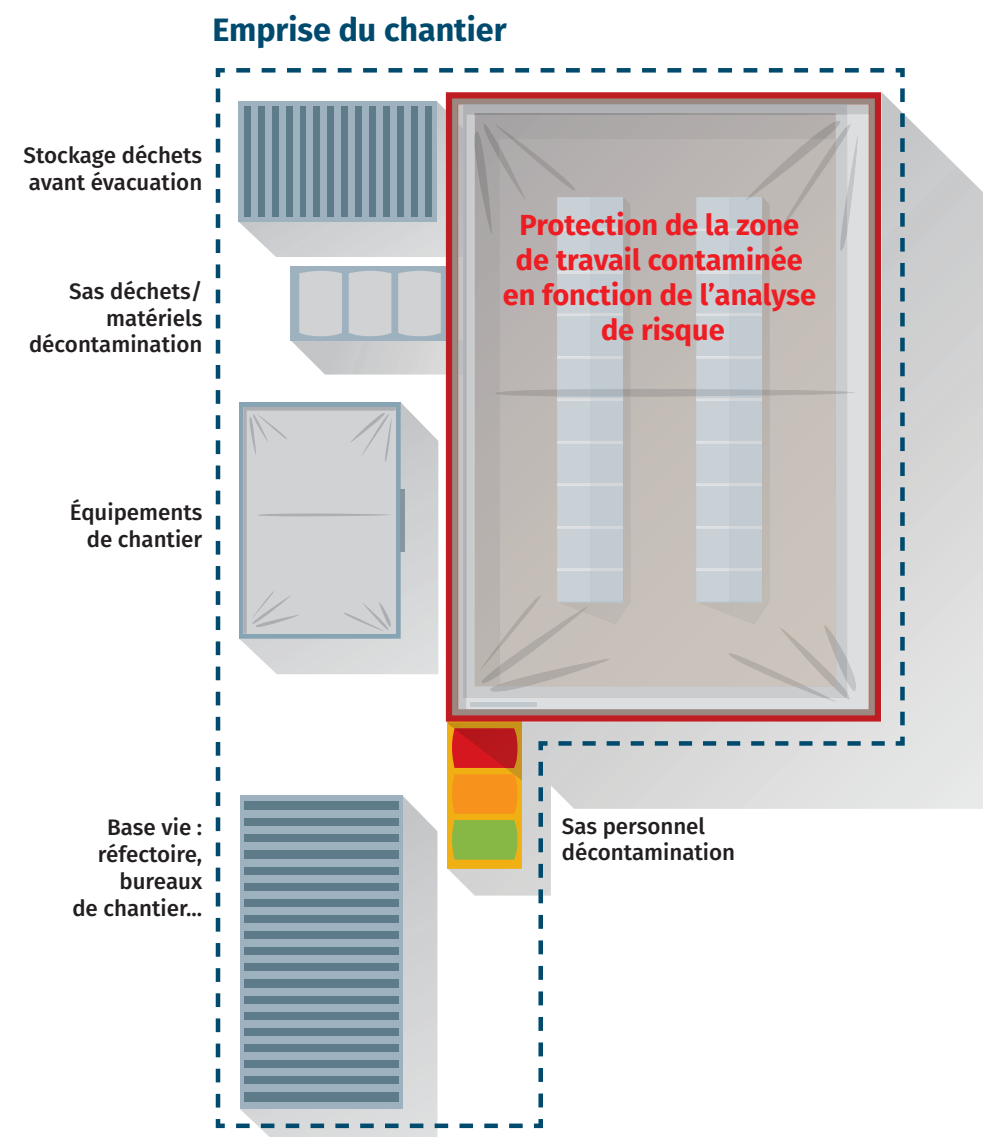 Emprise du chantier
Stockage déchets
avant évacuation
Protection de la zone
de travail contaminée
en fonction de l’analyse
de risque
Sas déchets/
matériels
décontamination
Équipements
de chantier
Base vie :
réfectoire,
bureaux
de chantier...
Sas personnel
décontamination